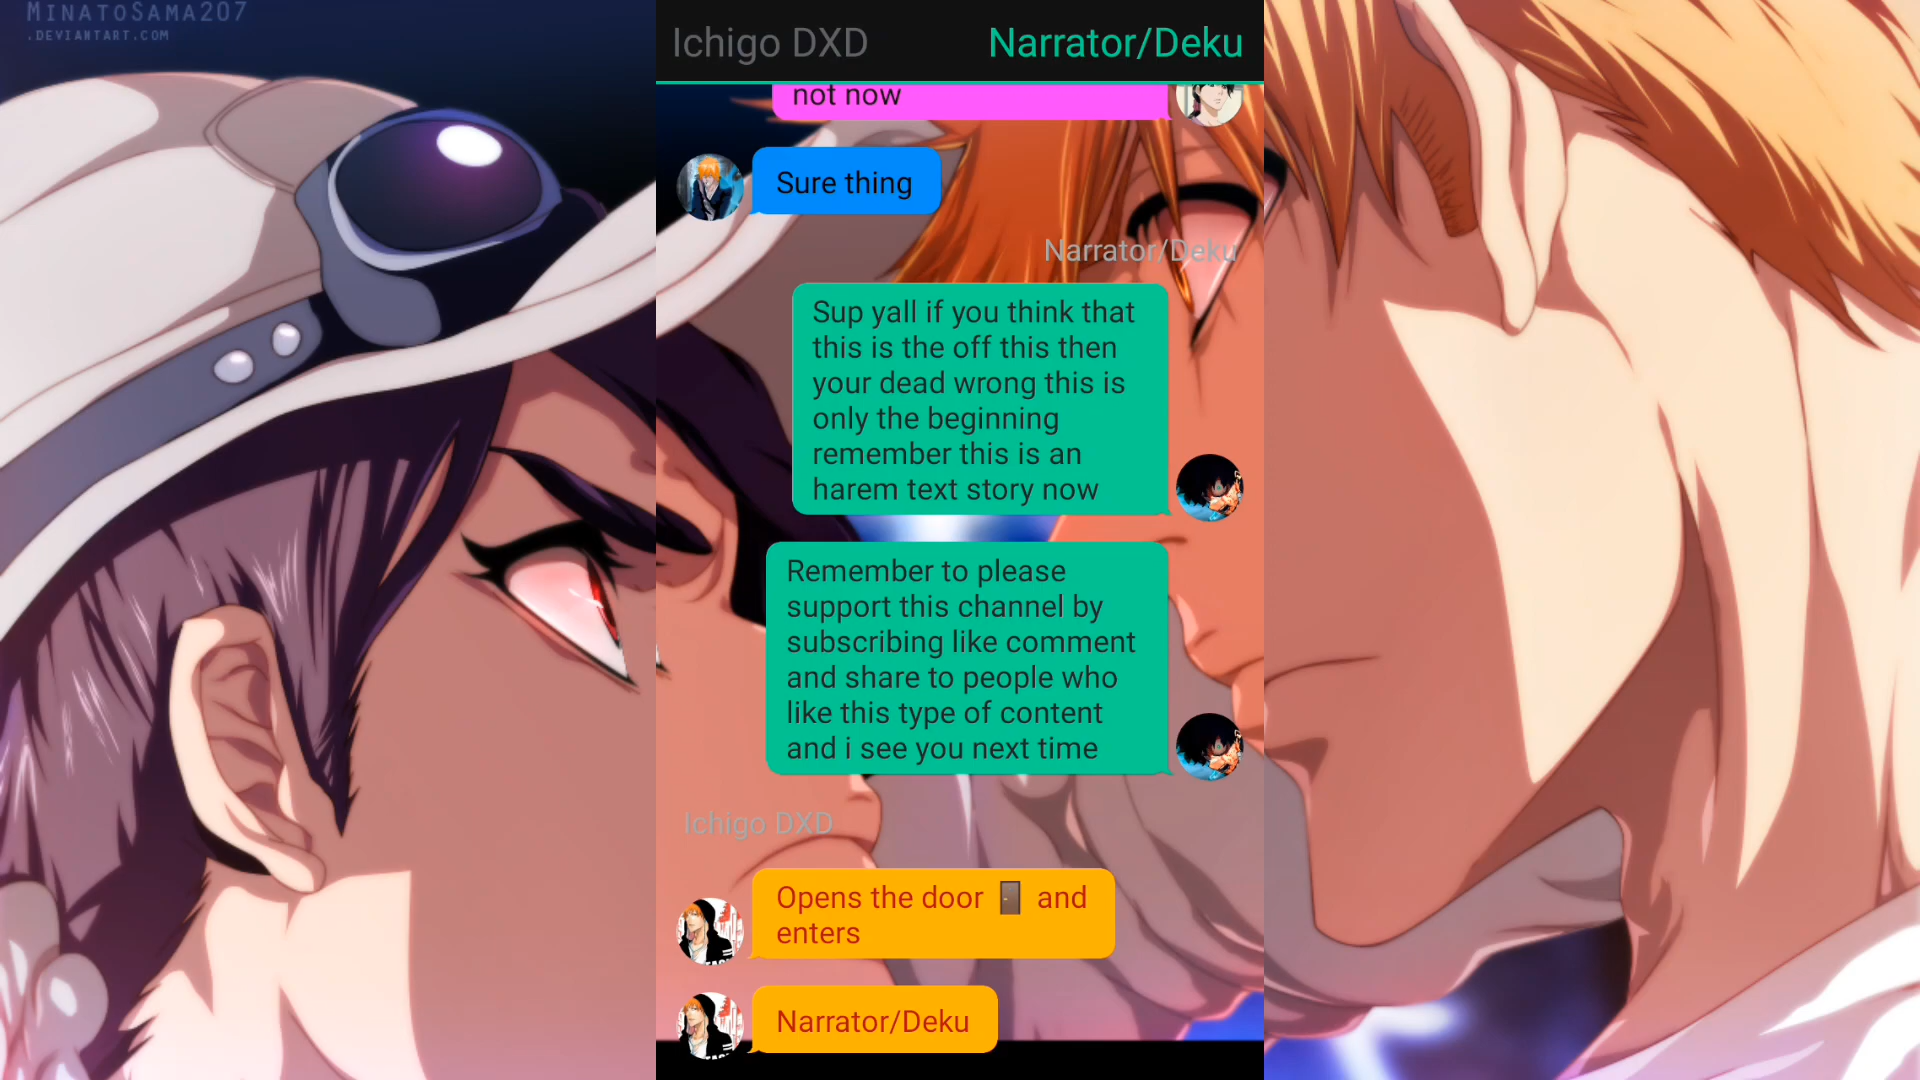 MinatoSama207
.deviantart.com
Ichigo DXD
Narrator/Deku
not now
Sure thing
Narrator/Deku
Sup yall if you think that
this is the off this then
your dead wrong this is
only the beginning
remember this is an
harem text story now
Remember to please
support this channel by
subscribing like comment
and share to people who
like this type of content
and i see you next time
Ichigo DXD
Opens the door 🚪 and
enters
Narrator/Deku